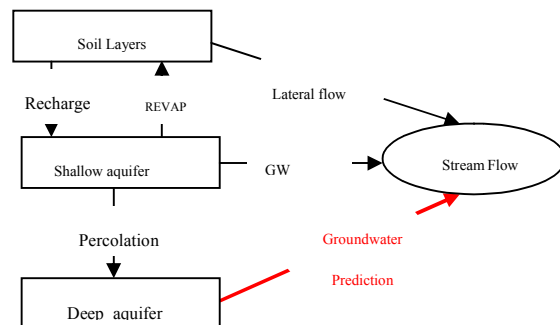 Soil Layers
Recharge
REVAP
Lateral flow
Shallow aquifer
GW
Stream Flow
Percolation
Groundwater
Prediction
Deep aquifer